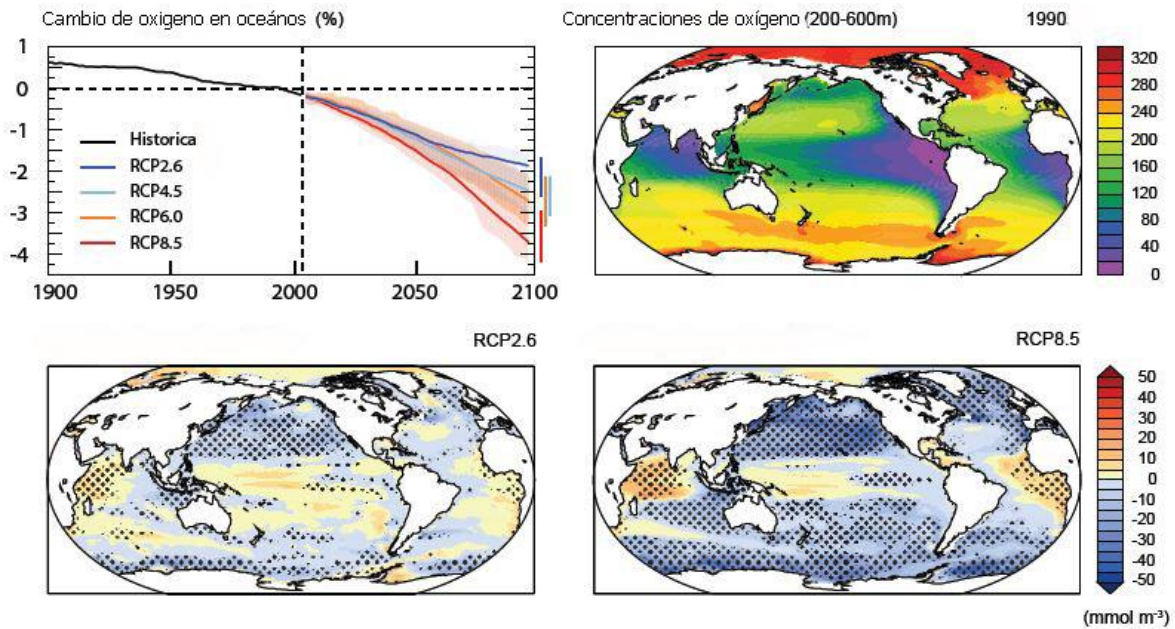 Cambio de oxigeno en oceános (%)
1
0
-1
-2
-3
-4
Historica
RCP2.6
RCP4.5
RCP6.0
RCP8.5
1900 1950 2000 2050 2100
Concentraciones de oxígeno (200-600m) 1990
320
280
240
200
160
120
80
40
0
RCP2.6
RCP8.5
50
40
30
20
10
0
-10
-20
-30
-40
-50
(mmol m⁻³)